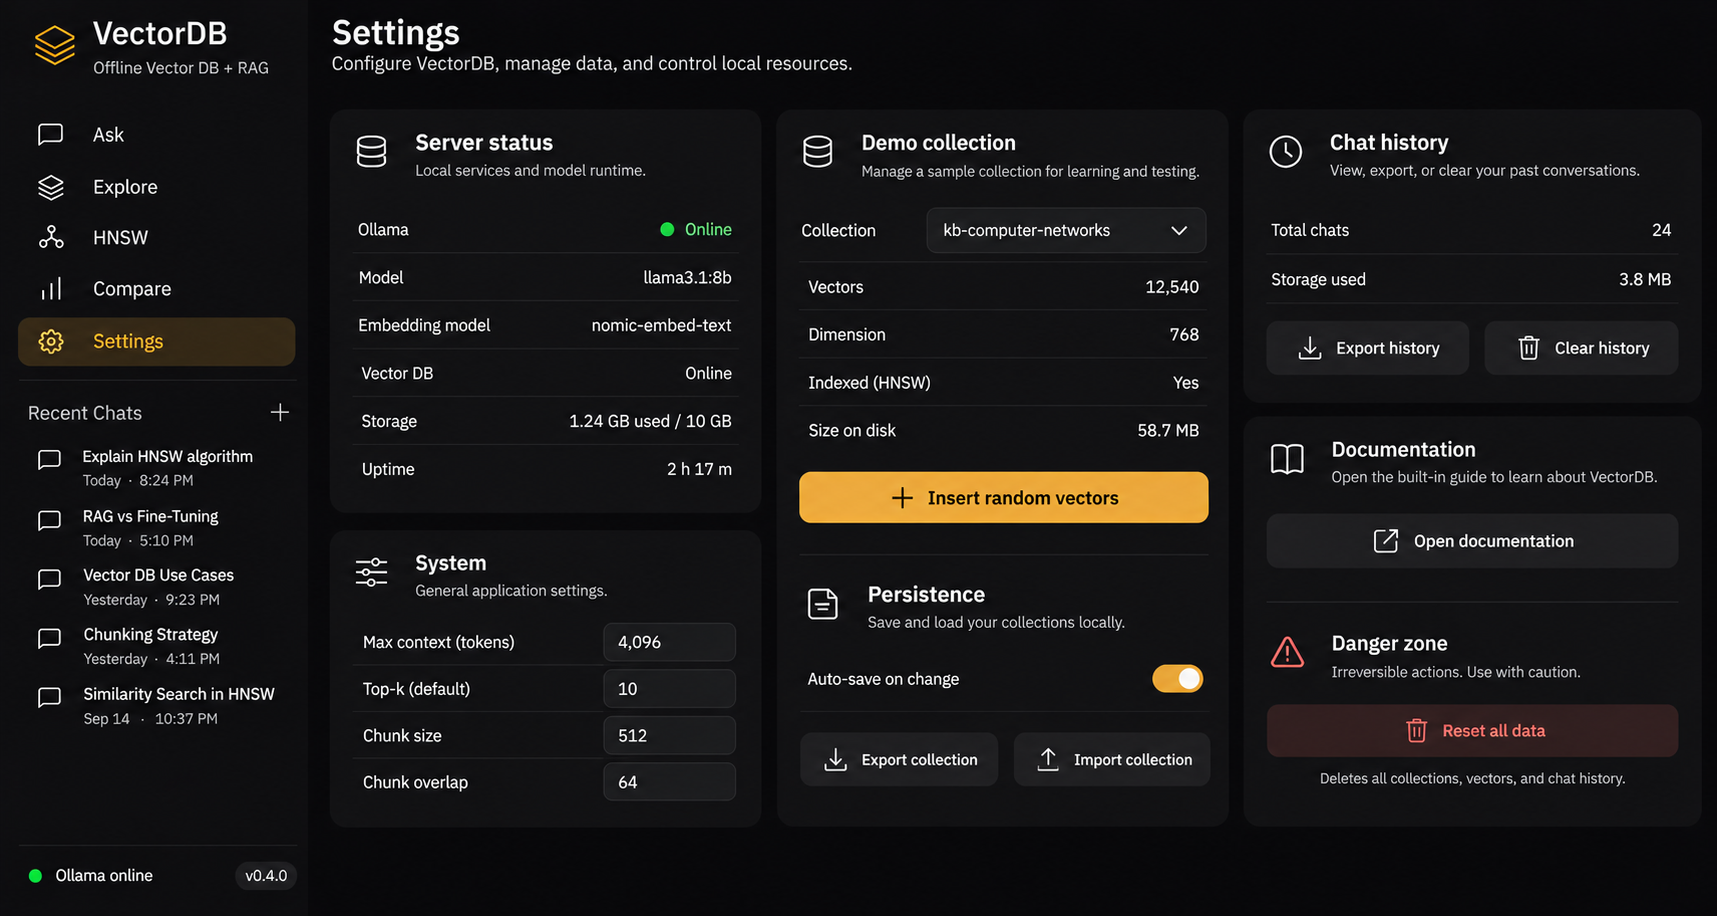 VectorDB
Offline Vector DB + RAG
Ask
Explore
HNSW
Compare
Settings
Recent Chats
Explain HNSW algorithm
Today · 8:24 PM
RAG vs Fine-Tuning
Today · 5:10 PM
Vector DB Use Cases
Yesterday · 9:23 PM
Chunking Strategy
Yesterday · 4:11 PM
Similarity Search in HNSW
Sep 14 · 10:37 PM
Ollama online v0.4.0
Settings
Configure VectorDB, manage data, and control local resources.
Server status
Local services and model runtime.
Ollama Online
Model llama3.1:8b
Embedding model nomic-embed-text
Vector DB Online
Storage 1.24 GB used / 10 GB
Uptime 2 h 17 m
System
General application settings.
Max context (tokens) 4,096
Top-k (default) 10
Chunk size 512
Chunk overlap 64
Demo collection
Manage a sample collection for learning and testing.
Collection kb-computer-networks
Vectors 12,540
Dimension 768
Indexed (HNSW) Yes
Size on disk 58.7 MB
Insert random vectors
Persistence
Save and load your collections locally.
Auto-save on change
Export collection Import collection
Chat history
View, export, or clear your past conversations.
Total chats 24
Storage used 3.8 MB
Export history Clear history
Documentation
Open the built-in guide to learn about VectorDB.
Open documentation
Danger zone
Irreversible actions. Use with caution.
Reset all data
Deletes all collections, vectors, and chat history.